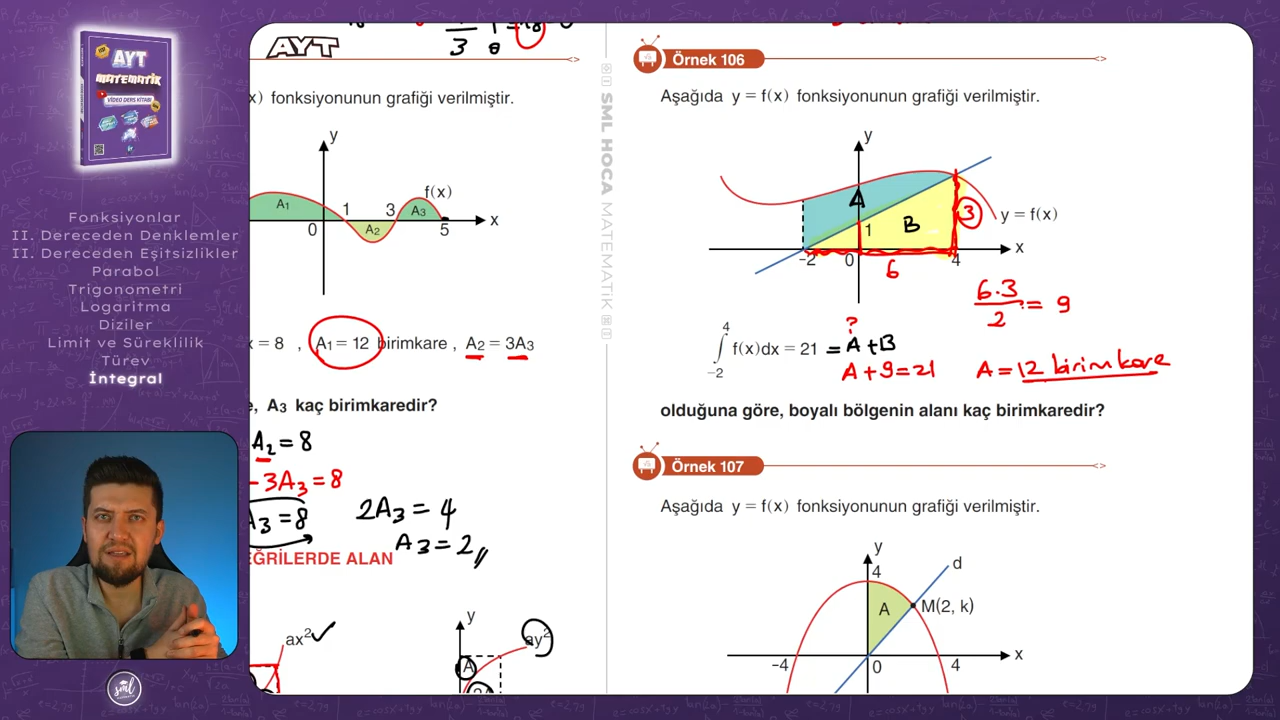 AYT
MATEMATİK
VİDEO DERS KİTABI
Fonksiyonlar
II. Dereceden Denklemler
II. Dereceden Eşitsizlikler
Parabol
Trigonometri
Logaritma
Diziler
Limit ve Süreklilik
Türev
İntegral
sml
AYT
3
x) fonksiyonunun grafiği verilmiştir.
y
f(x)
A1
1
3
A3
x
0
A2
5
x = 8 , A1 = 12 birimkare , A2 = 3A3
e, A3 kaç birimkaredir?
A2 = 8
- 3A3 = 8
A3 = 8
2A3 = 4
A3 = 2
EĞRİLERDE ALAN
ax²
y
ay²
A
SML HOCA MATEMATİK
Örnek 106
Aşağıda y = f(x) fonksiyonunun grafiği verilmiştir.
y
A
B
3
1
y = f(x)
x
-2
0
4
6
6.3/2 = 9
?
∫₋₂⁴ f(x)dx = 21 = A + B
A + 9 = 21
A = 12 birimkare
olduğuna göre, boyalı bölgenin alanı kaç birimkaredir?
Örnek 107
Aşağıda y = f(x) fonksiyonunun grafiği verilmiştir.
y
4
d
A
M(2, k)
x
-4
0
4